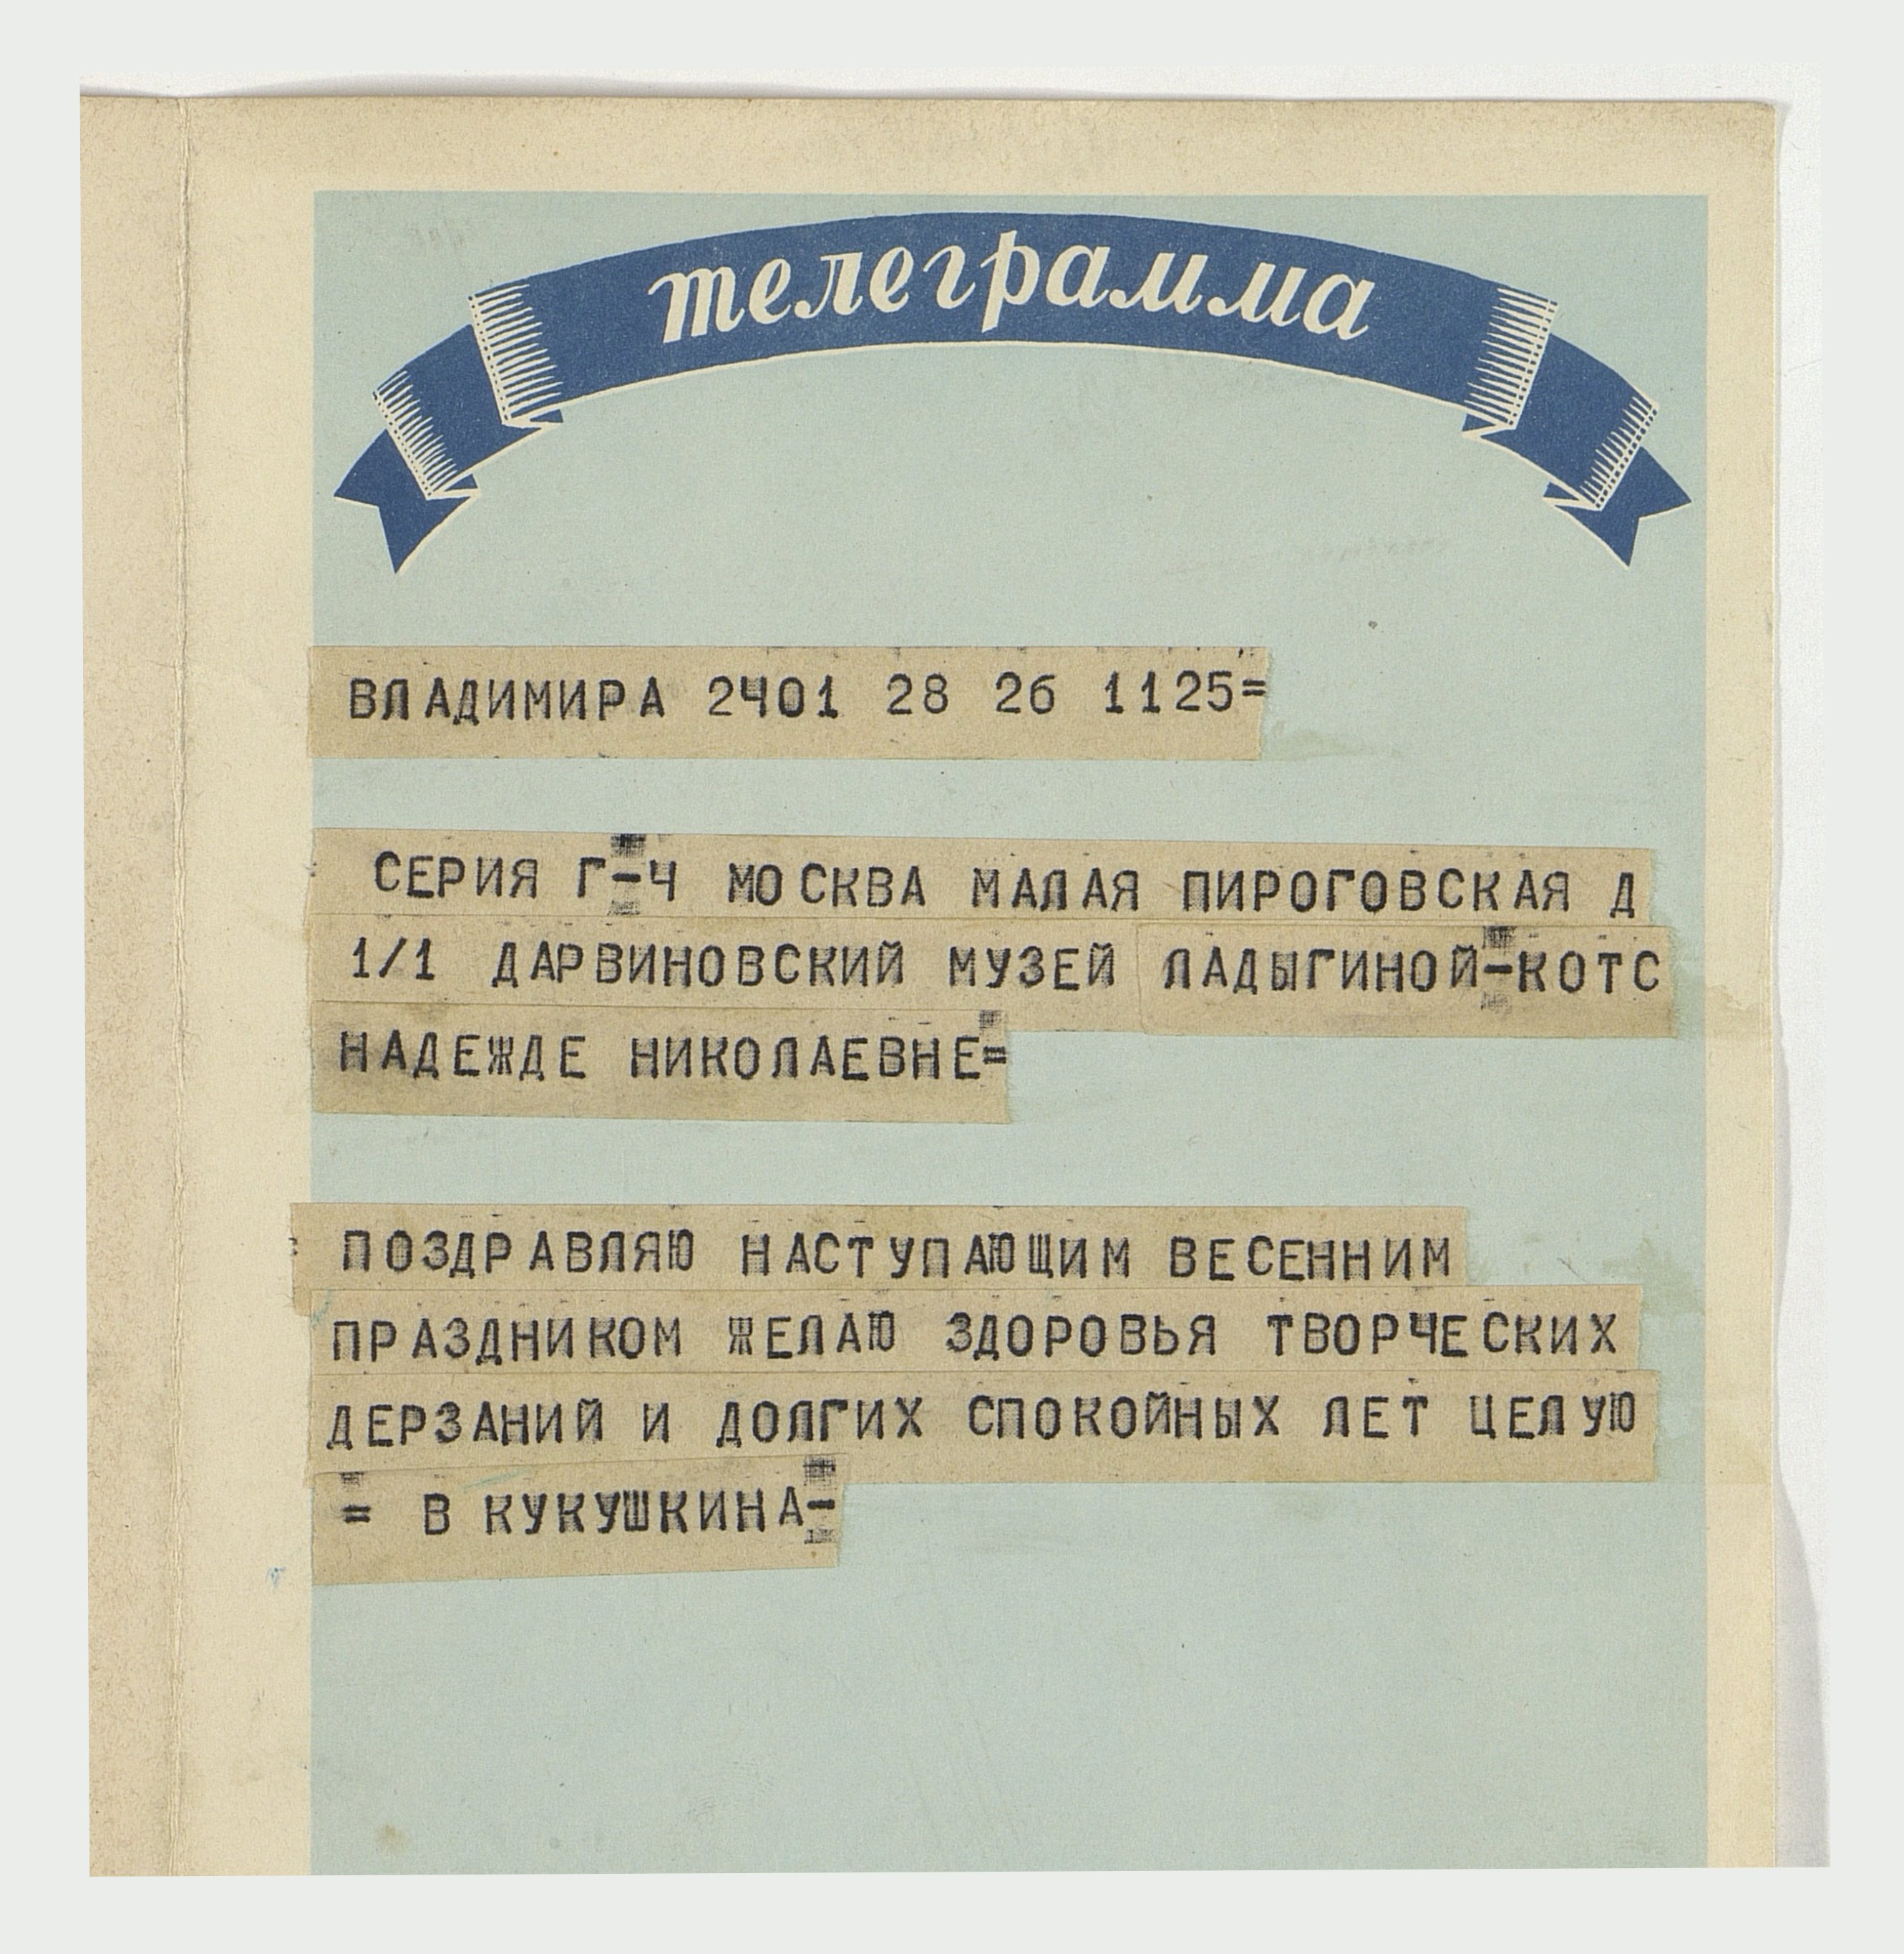 телеграмма
ВЛАДИМИРА 2401 28 26 1125=
СЕРИЯ Г-4 МОСКВА МАЛАЯ ПИРОГОВСКАЯ Д
1/1 ДАРВИНОВСКИЙ МУЗЕЙ ЛАДЫГИНОЙ-КОТС
НАДЕЖДЕ НИКОЛАЕВНЕ=
ПОЗДРАВЛЯЮ НАСТУПАЮЩИМ ВЕСЕННИМ
ПРАЗДНИКОМ ЖЕЛАЮ ЗДОРОВЬЯ ТВОРЧЕСКИХ
ДЕРЗАНИЙ И ДОЛГИХ СПОКОЙНЫХ ЛЕТ ЦЕЛУЮ
= В КУКУШКИНА-